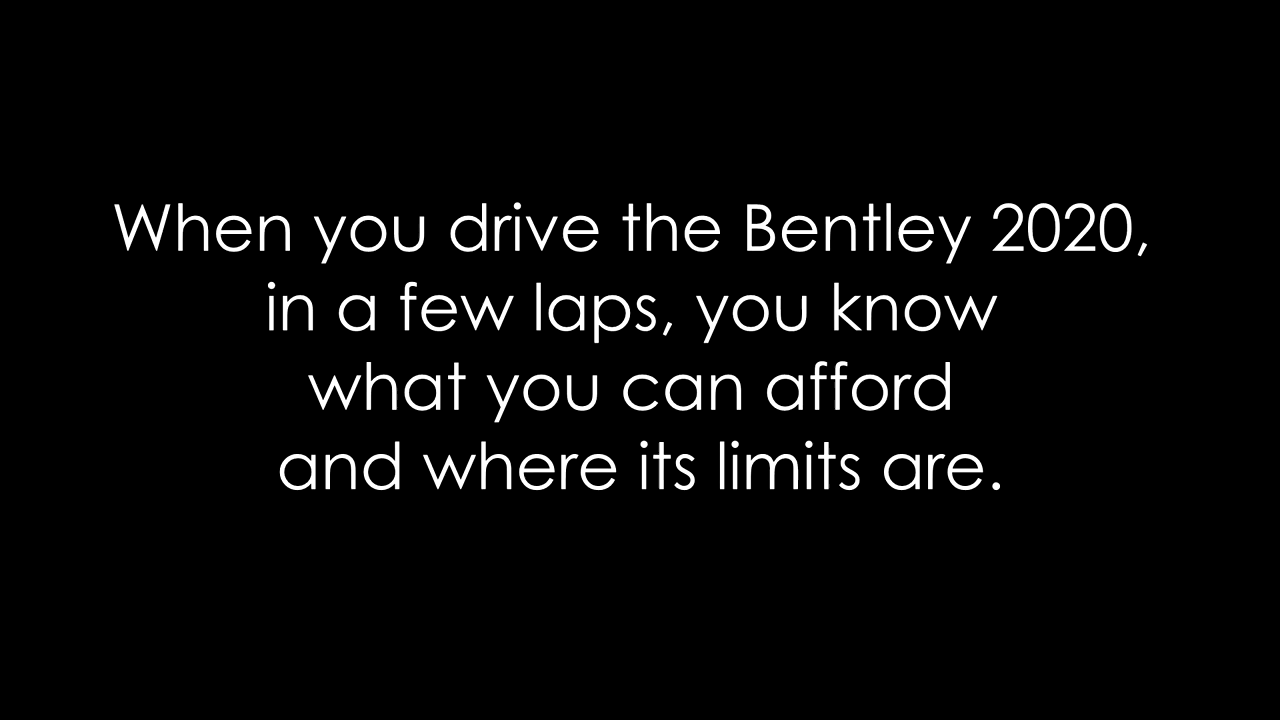 When you drive the Bentley 2020,
in a few laps, you know
what you can afford
and where its limits are.